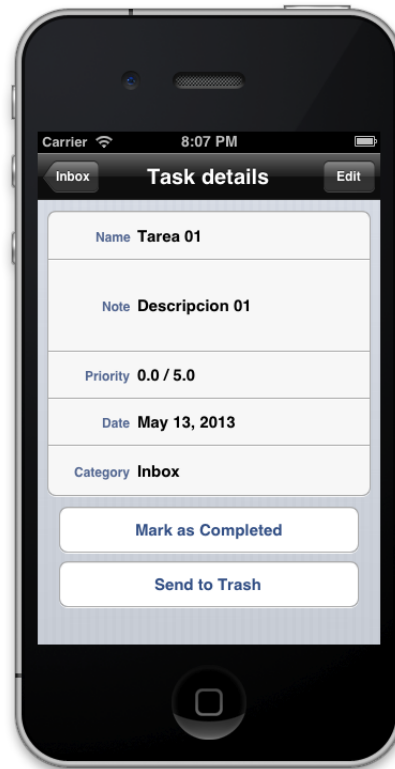 Carrier 8:07 PM
Inbox Task details Edit
Name Tarea 01
Note Descripcion 01
Priority 0.0 / 5.0
Date May 13, 2013
Category Inbox
Mark as Completed
Send to Trash